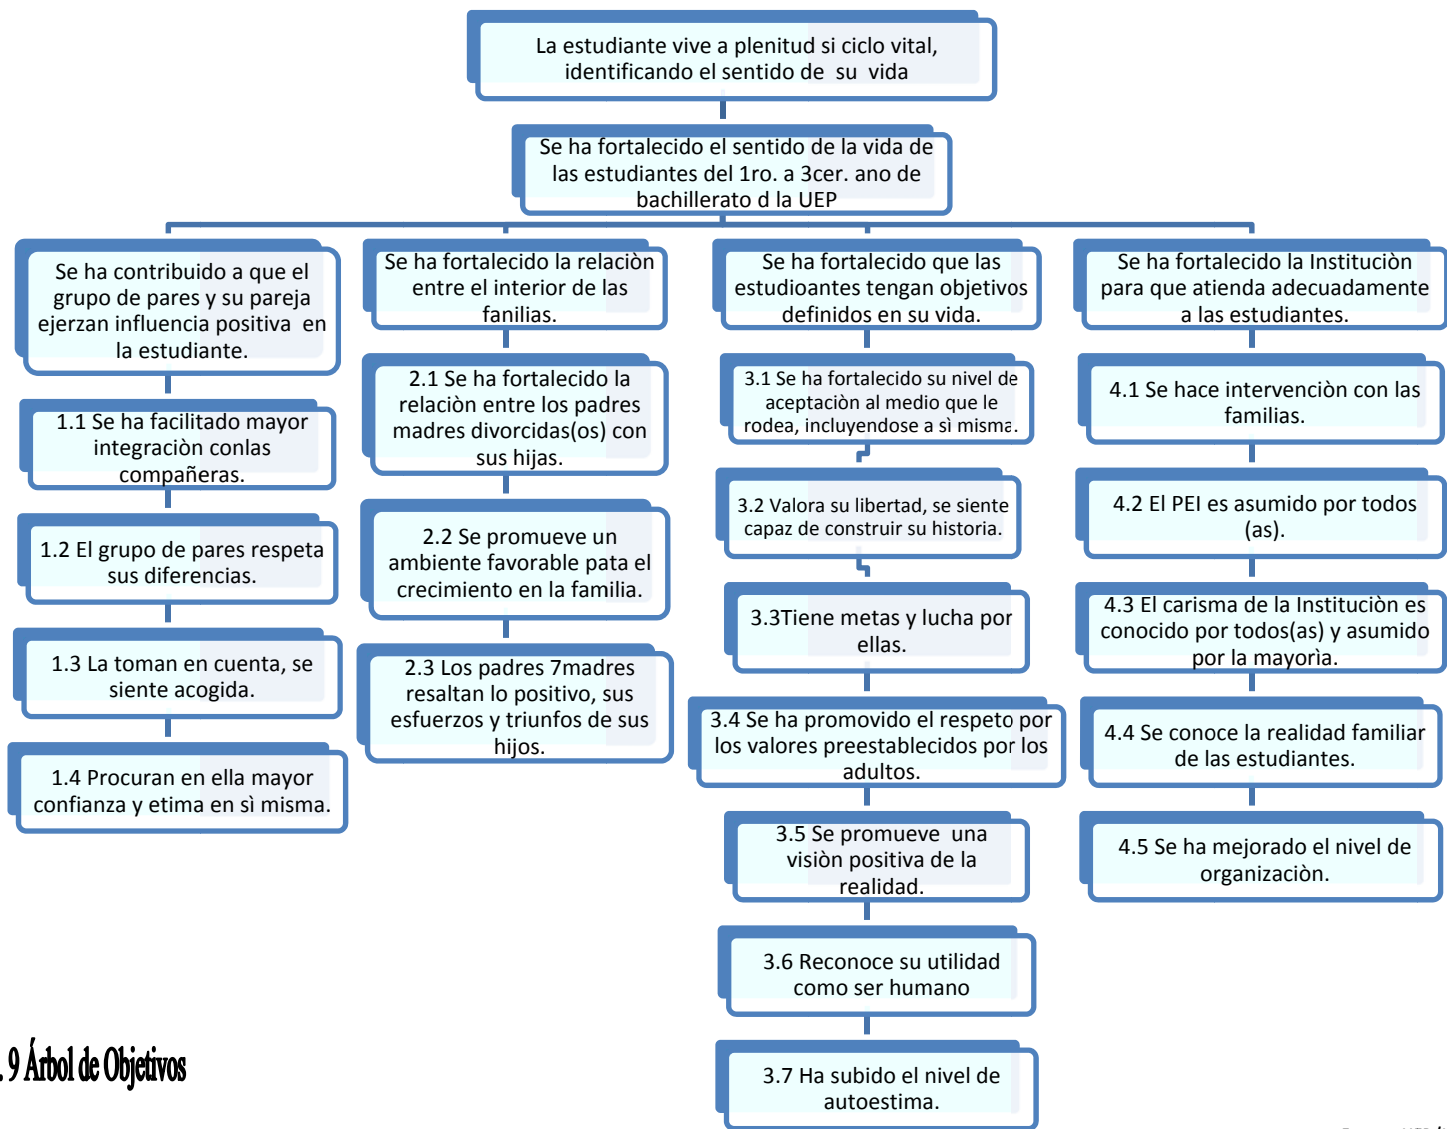 La estudiante vive a plenitud si ciclo vital,
identificando el sentido de su vida
Se ha fortalecido el sentido de la vida de
las estudiantes del 1ro. a 3cer. ano de
bachillerato d la UEP
Se ha contribuido a que el
grupo de pares y su pareja
ejerzan influencia positiva en
la estudiante.
1.1 Se ha facilitado mayor
integraciòn conlas
compañeras.
1.2 El grupo de pares respeta
sus diferencias.
1.3 La toman en cuenta, se
siente acogida.
1.4 Procuran en ella mayor
confianza y etima en sì misma.
Se ha fortalecido la relaciòn
entre el interior de las
familias.
2.1 Se ha fortalecido la
relaciòn entre los padres
madres divorcidas(os) con
sus hijas.
2.2 Se promueve un
ambiente favorable pata el
crecimiento en la familia.
2.3 Los padres 7madres
resaltan lo positivo, sus
esfuerzos y triunfos de sus
hijos.
Se ha fortalecido que las
estudioantes tengan objetivos
definidos en su vida.
3.1 Se ha fortalecido su nivel de
aceptaciòn al medio que le
rodea, incluyendose a sì misma.
3.2 Valora su libertad, se siente
capaz de construir su historia.
3.3Tiene metas y lucha por
ellas.
3.4 Se ha promovido el respeto por
los valores preestablecidos por los
adultos.
3.5 Se promueve una
visiòn positiva de la
realidad.
3.6 Reconoce su utilidad
como ser humano
3.7 Ha subido el nivel de
autoestima.
Se ha fortalecido la Instituciòn
para que atienda adecuadamente
a las estudiantes.
4.1 Se hace intervenciòn con las
familias.
4.2 El PEI es asumido por todos
(as).
4.3 El carisma de la Instituciòn es
conocido por todos(as) y asumido
por la mayorìa.
4.4 Se conoce la realidad familiar
de las estudiantes.
4.5 Se ha mejorado el nivel de
organizaciòn.
. 9 Árbol de Objetivos